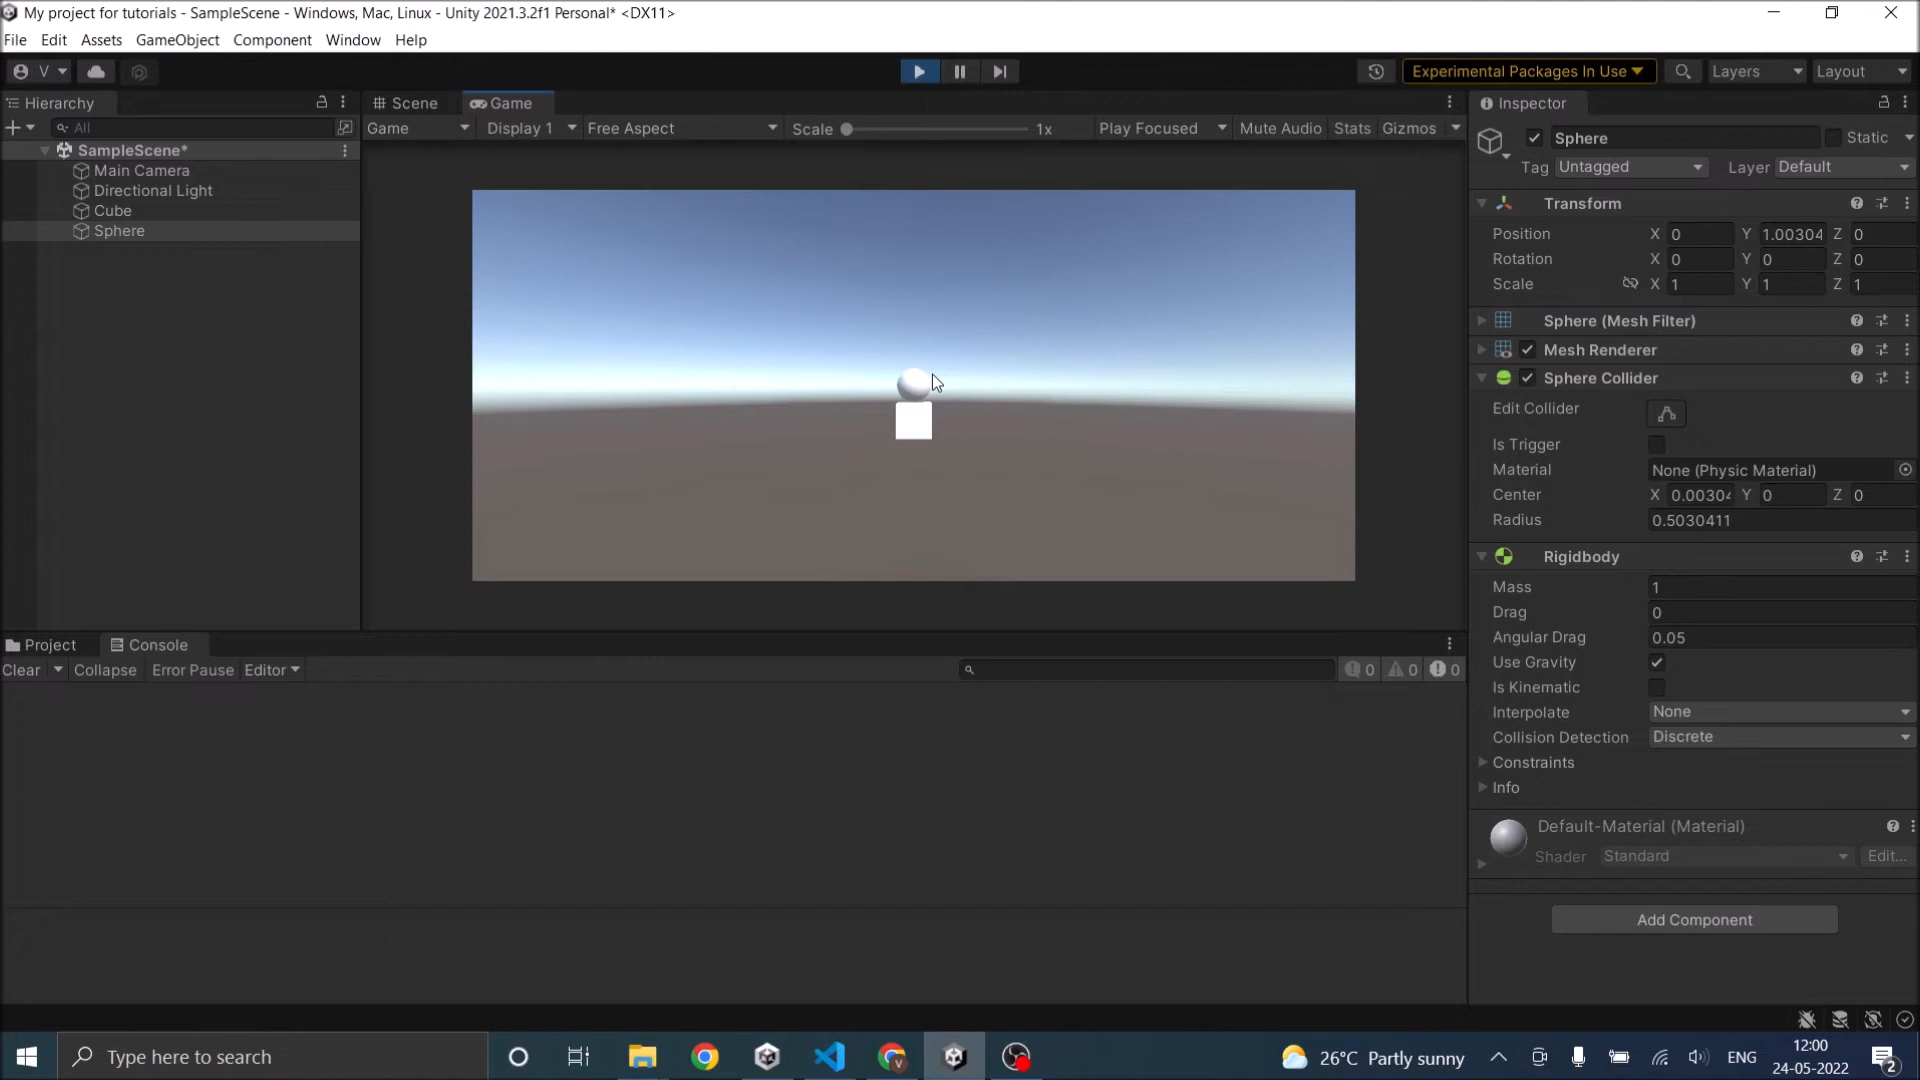 My project for tutorials - SampleScene - Windows, Mac, Linux - Unity 2021.3.2f1 Personal* <DX11>
File Edit Assets GameObject Component Window Help
V Experimental Packages In Use Layers Layout
Hierarchy
All
SampleScene*
Main Camera
Directional Light
Cube
Sphere
Scene Game
Game Display 1 Free Aspect Scale 1x Play Focused Mute Audio Stats Gizmos
Inspector
Sphere Static
Tag Untagged Layer Default
Transform
Position X 0 Y 1.00304 Z 0
Rotation X 0 Y 0 Z 0
Scale X 1 Y 1 Z 1
Sphere (Mesh Filter)
Mesh Renderer
Sphere Collider
Edit Collider
Is Trigger
Material None (Physic Material)
Center X 0.00304 Y 0 Z 0
Radius 0.5030411
Rigidbody
Mass 1
Drag 0
Angular Drag 0.05
Use Gravity
Is Kinematic
Interpolate None
Collision Detection Discrete
Constraints
Info
Default-Material (Material)
Shader Standard Edit...
Add Component
Project Console
Clear Collapse Error Pause Editor 0 0 0
Type here to search
26°C Partly sunny
ENG
12:00
24-05-2022
2